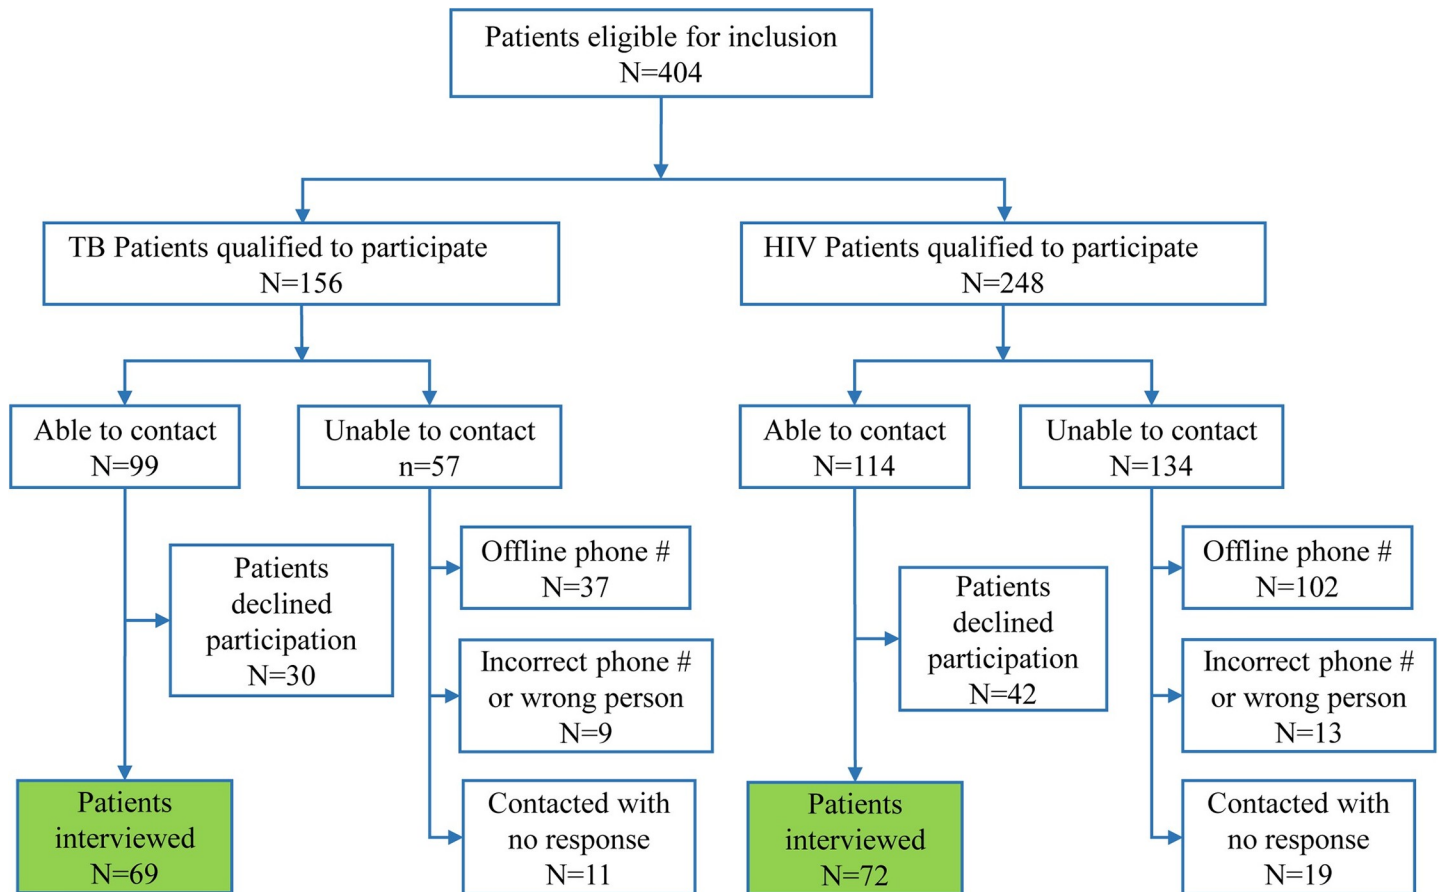 Patients eligible for inclusion
N=404
TB Patients qualified to participate
N=156
HIV Patients qualified to participate
N=248
Able to contact
N=99
Unable to contact
n=57
Able to contact
N=114
Unable to contact
N=134
Patients
declined
participation
N=30
Offline phone #
N=37
Incorrect phone #
or wrong person
N=9
Contacted with
no response
N=11
Patients
interviewed
N=69
Patients
declined
participation
N=42
Offline phone #
N=102
Incorrect phone #
or wrong person
N=13
Contacted with
no response
N=19
Patients
interviewed
N=72